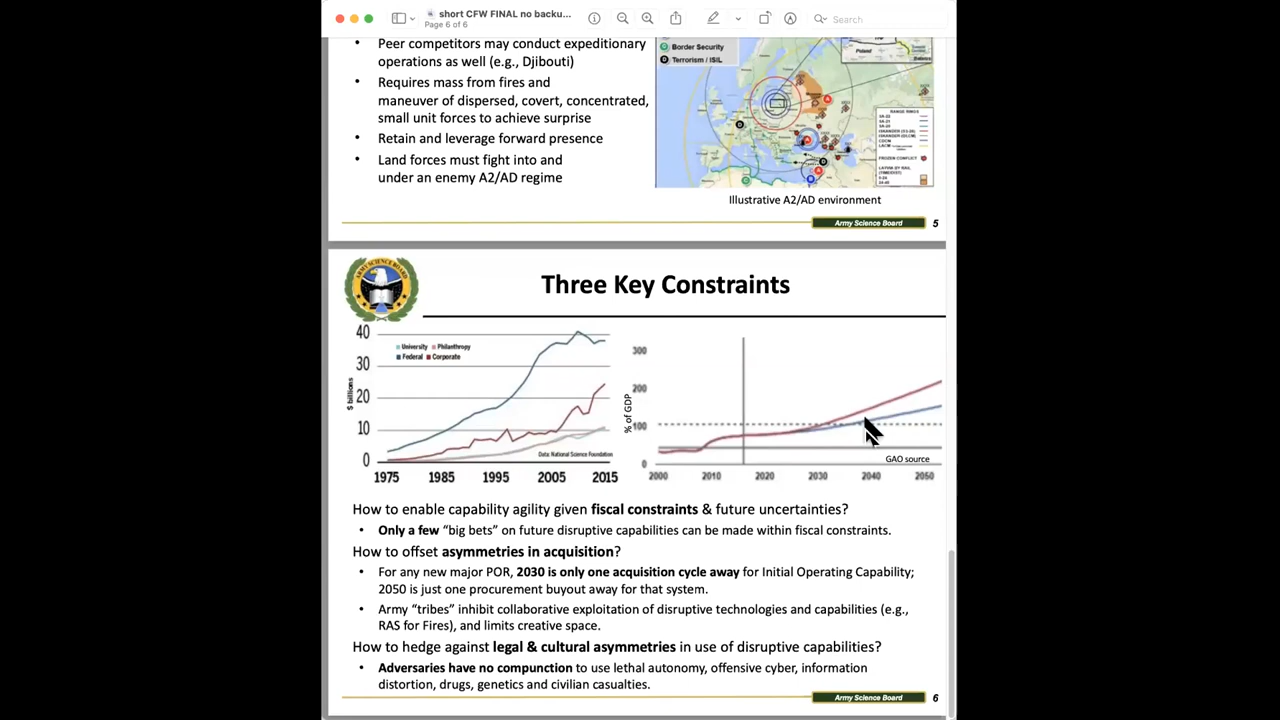 short CFW FINAL no backu...
Page 6 of 6
Search
• Peer competitors may conduct expeditionary
operations as well (e.g., Djibouti)
• Requires mass from fires and
maneuver of dispersed, covert, concentrated,
small unit forces to achieve surprise
• Retain and leverage forward presence
• Land forces must fight into and
under an enemy A2/AD regime
Border Security
Terrorism / ISIL
Poland
RANGE RINGS
FROZEN CONFLICT
Illustrative A2/AD environment
Army Science Board 5
ARMY SCIENCE BOARD
Three Key Constraints
40
30
20
10
0
$ billions
University Philanthropy
Federal Corporate
Data: National Science Foundation
1975 1985 1995 2005 2015
300
200
100
0
% of GDP
GAO source
2000 2010 2020 2030 2040 2050
How to enable capability agility given fiscal constraints & future uncertainties?
• Only a few “big bets” on future disruptive capabilities can be made within fiscal constraints.
How to offset asymmetries in acquisition?
• For any new major POR, 2030 is only one acquisition cycle away for Initial Operating Capability;
2050 is just one procurement buyout away for that system.
• Army “tribes” inhibit collaborative exploitation of disruptive technologies and capabilities (e.g.,
RAS for Fires), and limits creative space.
How to hedge against legal & cultural asymmetries in use of disruptive capabilities?
• Adversaries have no compunction to use lethal autonomy, offensive cyber, information
distortion, drugs, genetics and civilian casualties.
Army Science Board 6